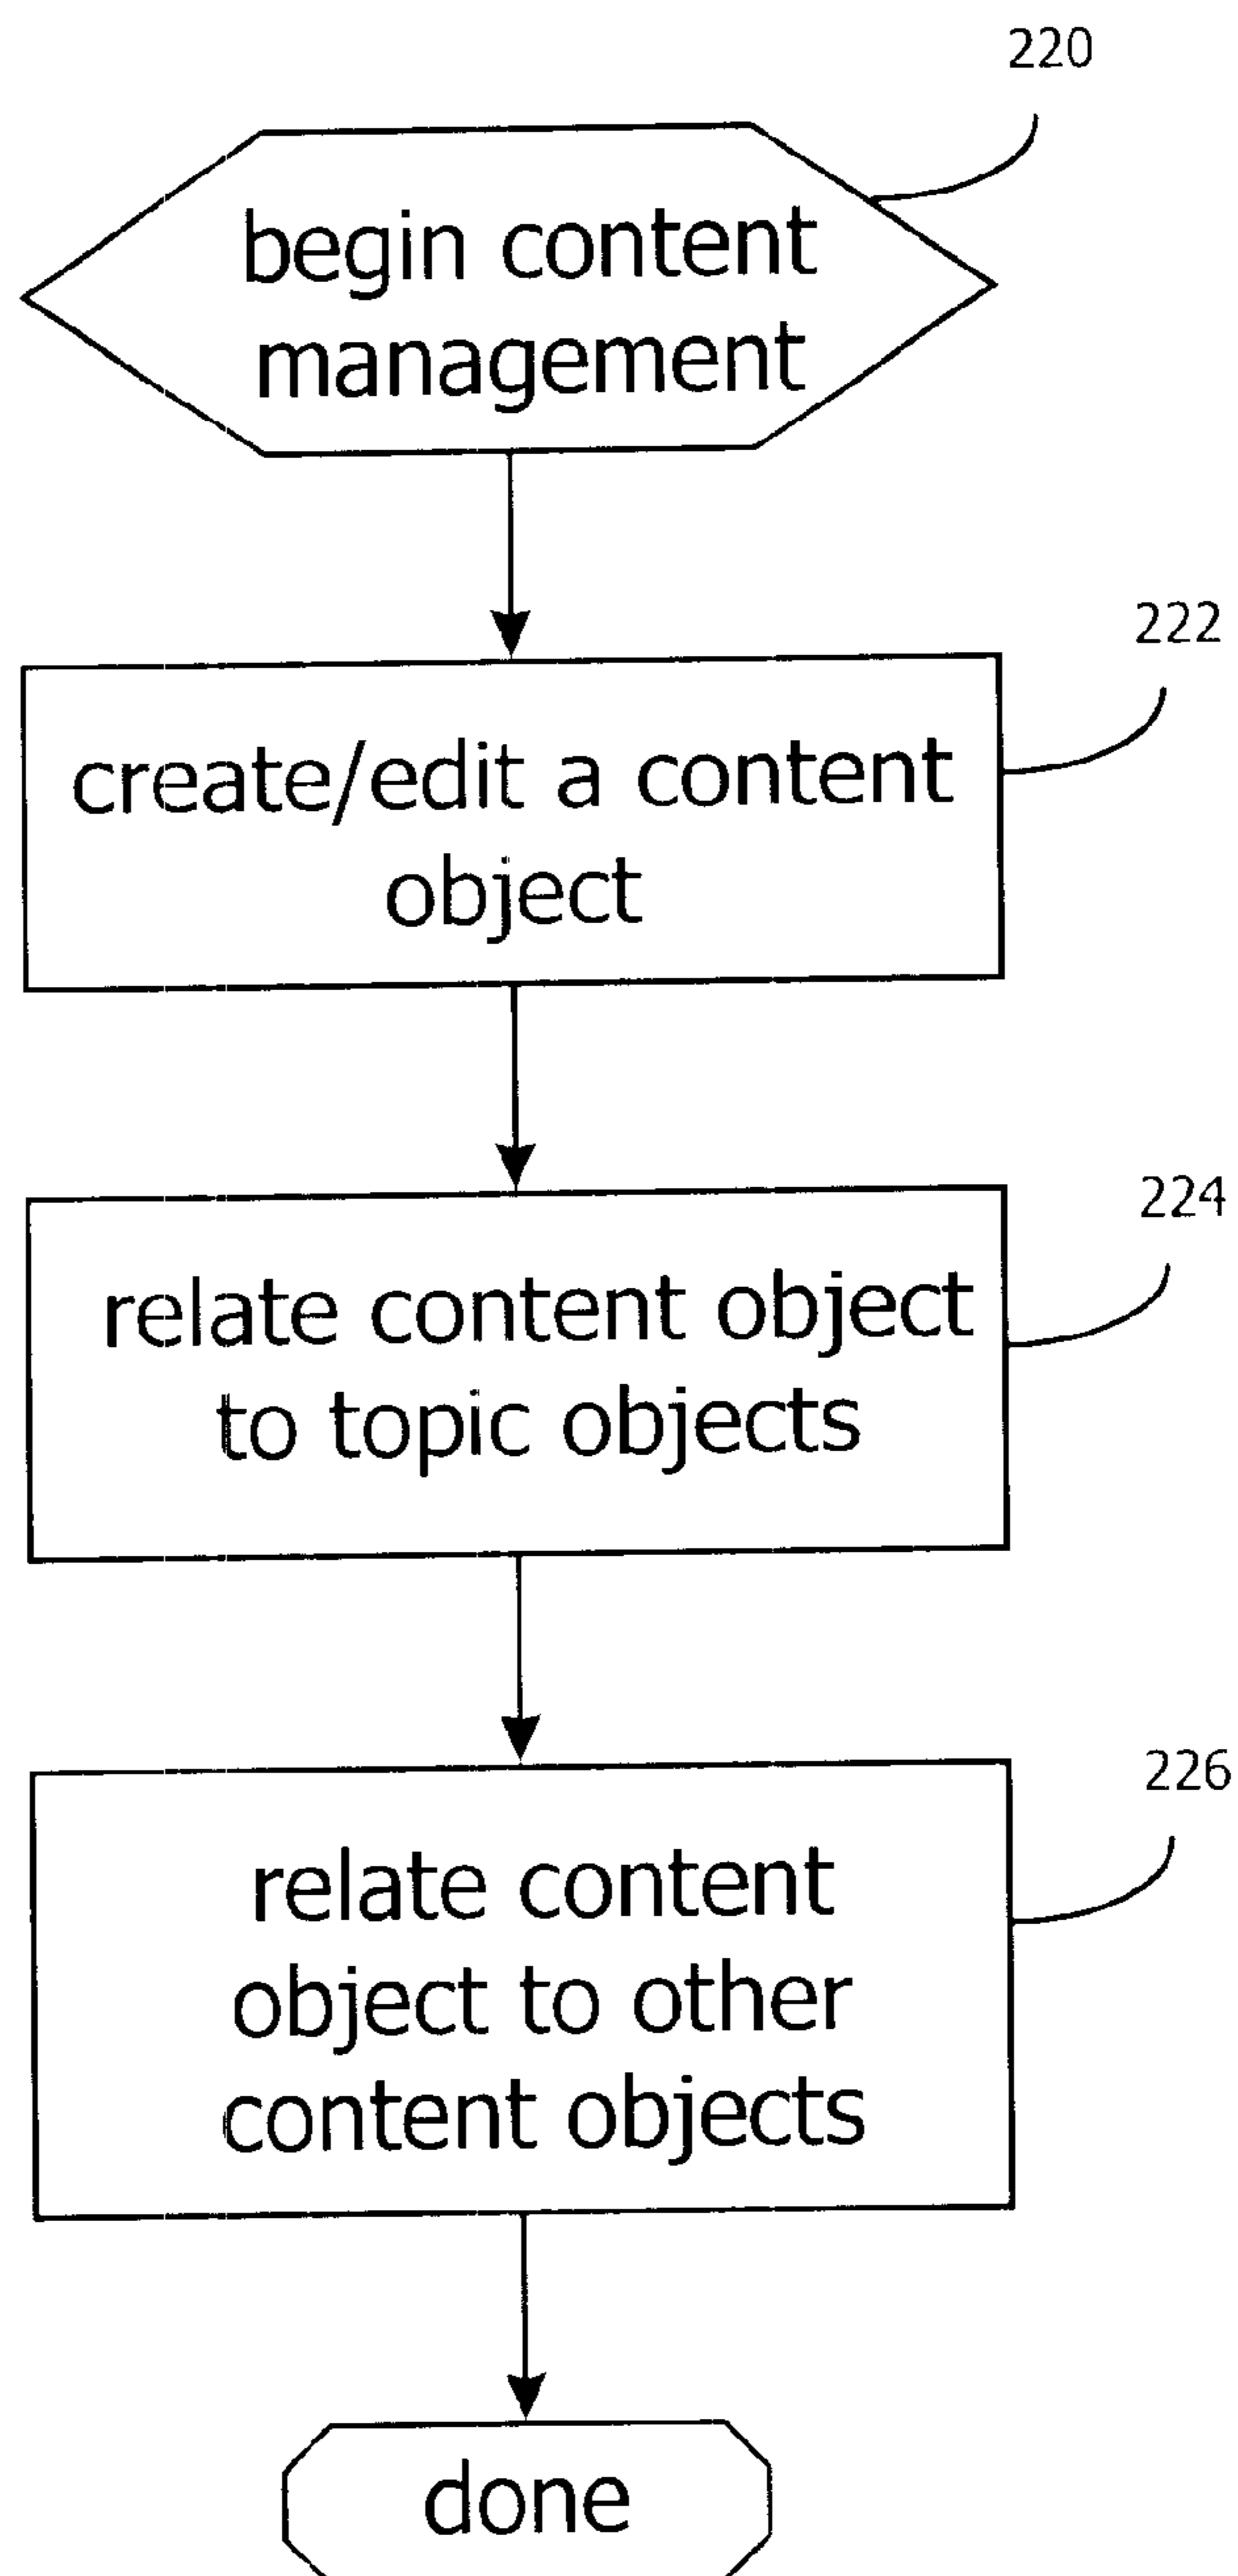 220
begin content
management
222
create/edit a content
object
224
relate content object
to topic objects
226
relate content
object to other
content objects
done